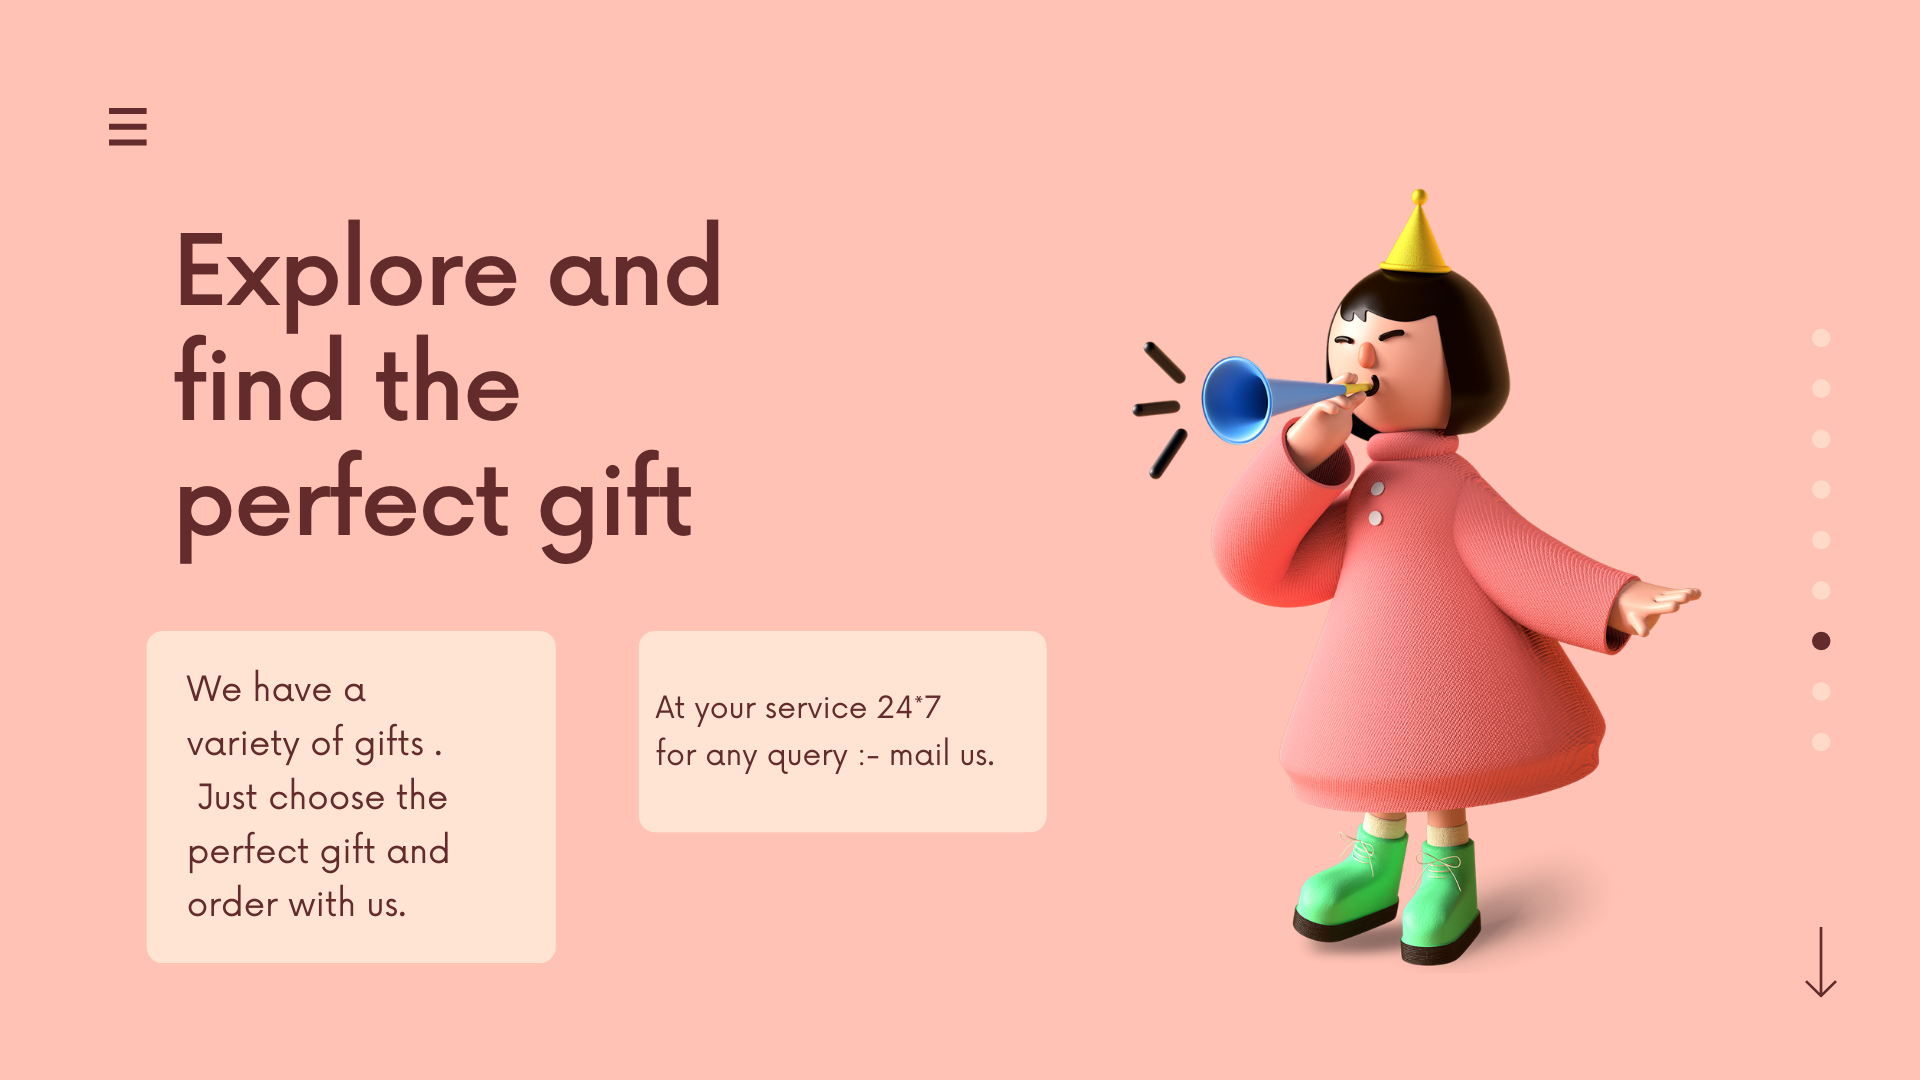 Explore and
find the
perfect gift
We have a
variety of gifts .
Just choose the
perfect gift and
order with us.
At your service 24*7
for any query :- mail us.